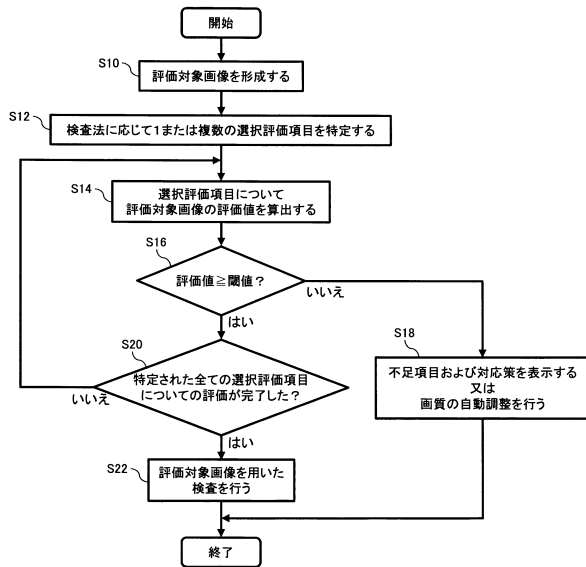 開始
S10
評価対象画像を形成する
S12
検査法に応じて1または複数の選択評価項目を特定する
S14
選択評価項目について
評価対象画像の評価値を算出する
S16
評価値≧閾値？
いいえ
はい
S18
不足項目および対応策を表示する
又は
画質の自動調整を行う
S20
特定された全ての選択評価項目
についての評価が完了した？
いいえ
はい
S22
評価対象画像を用いた
検査を行う
終了